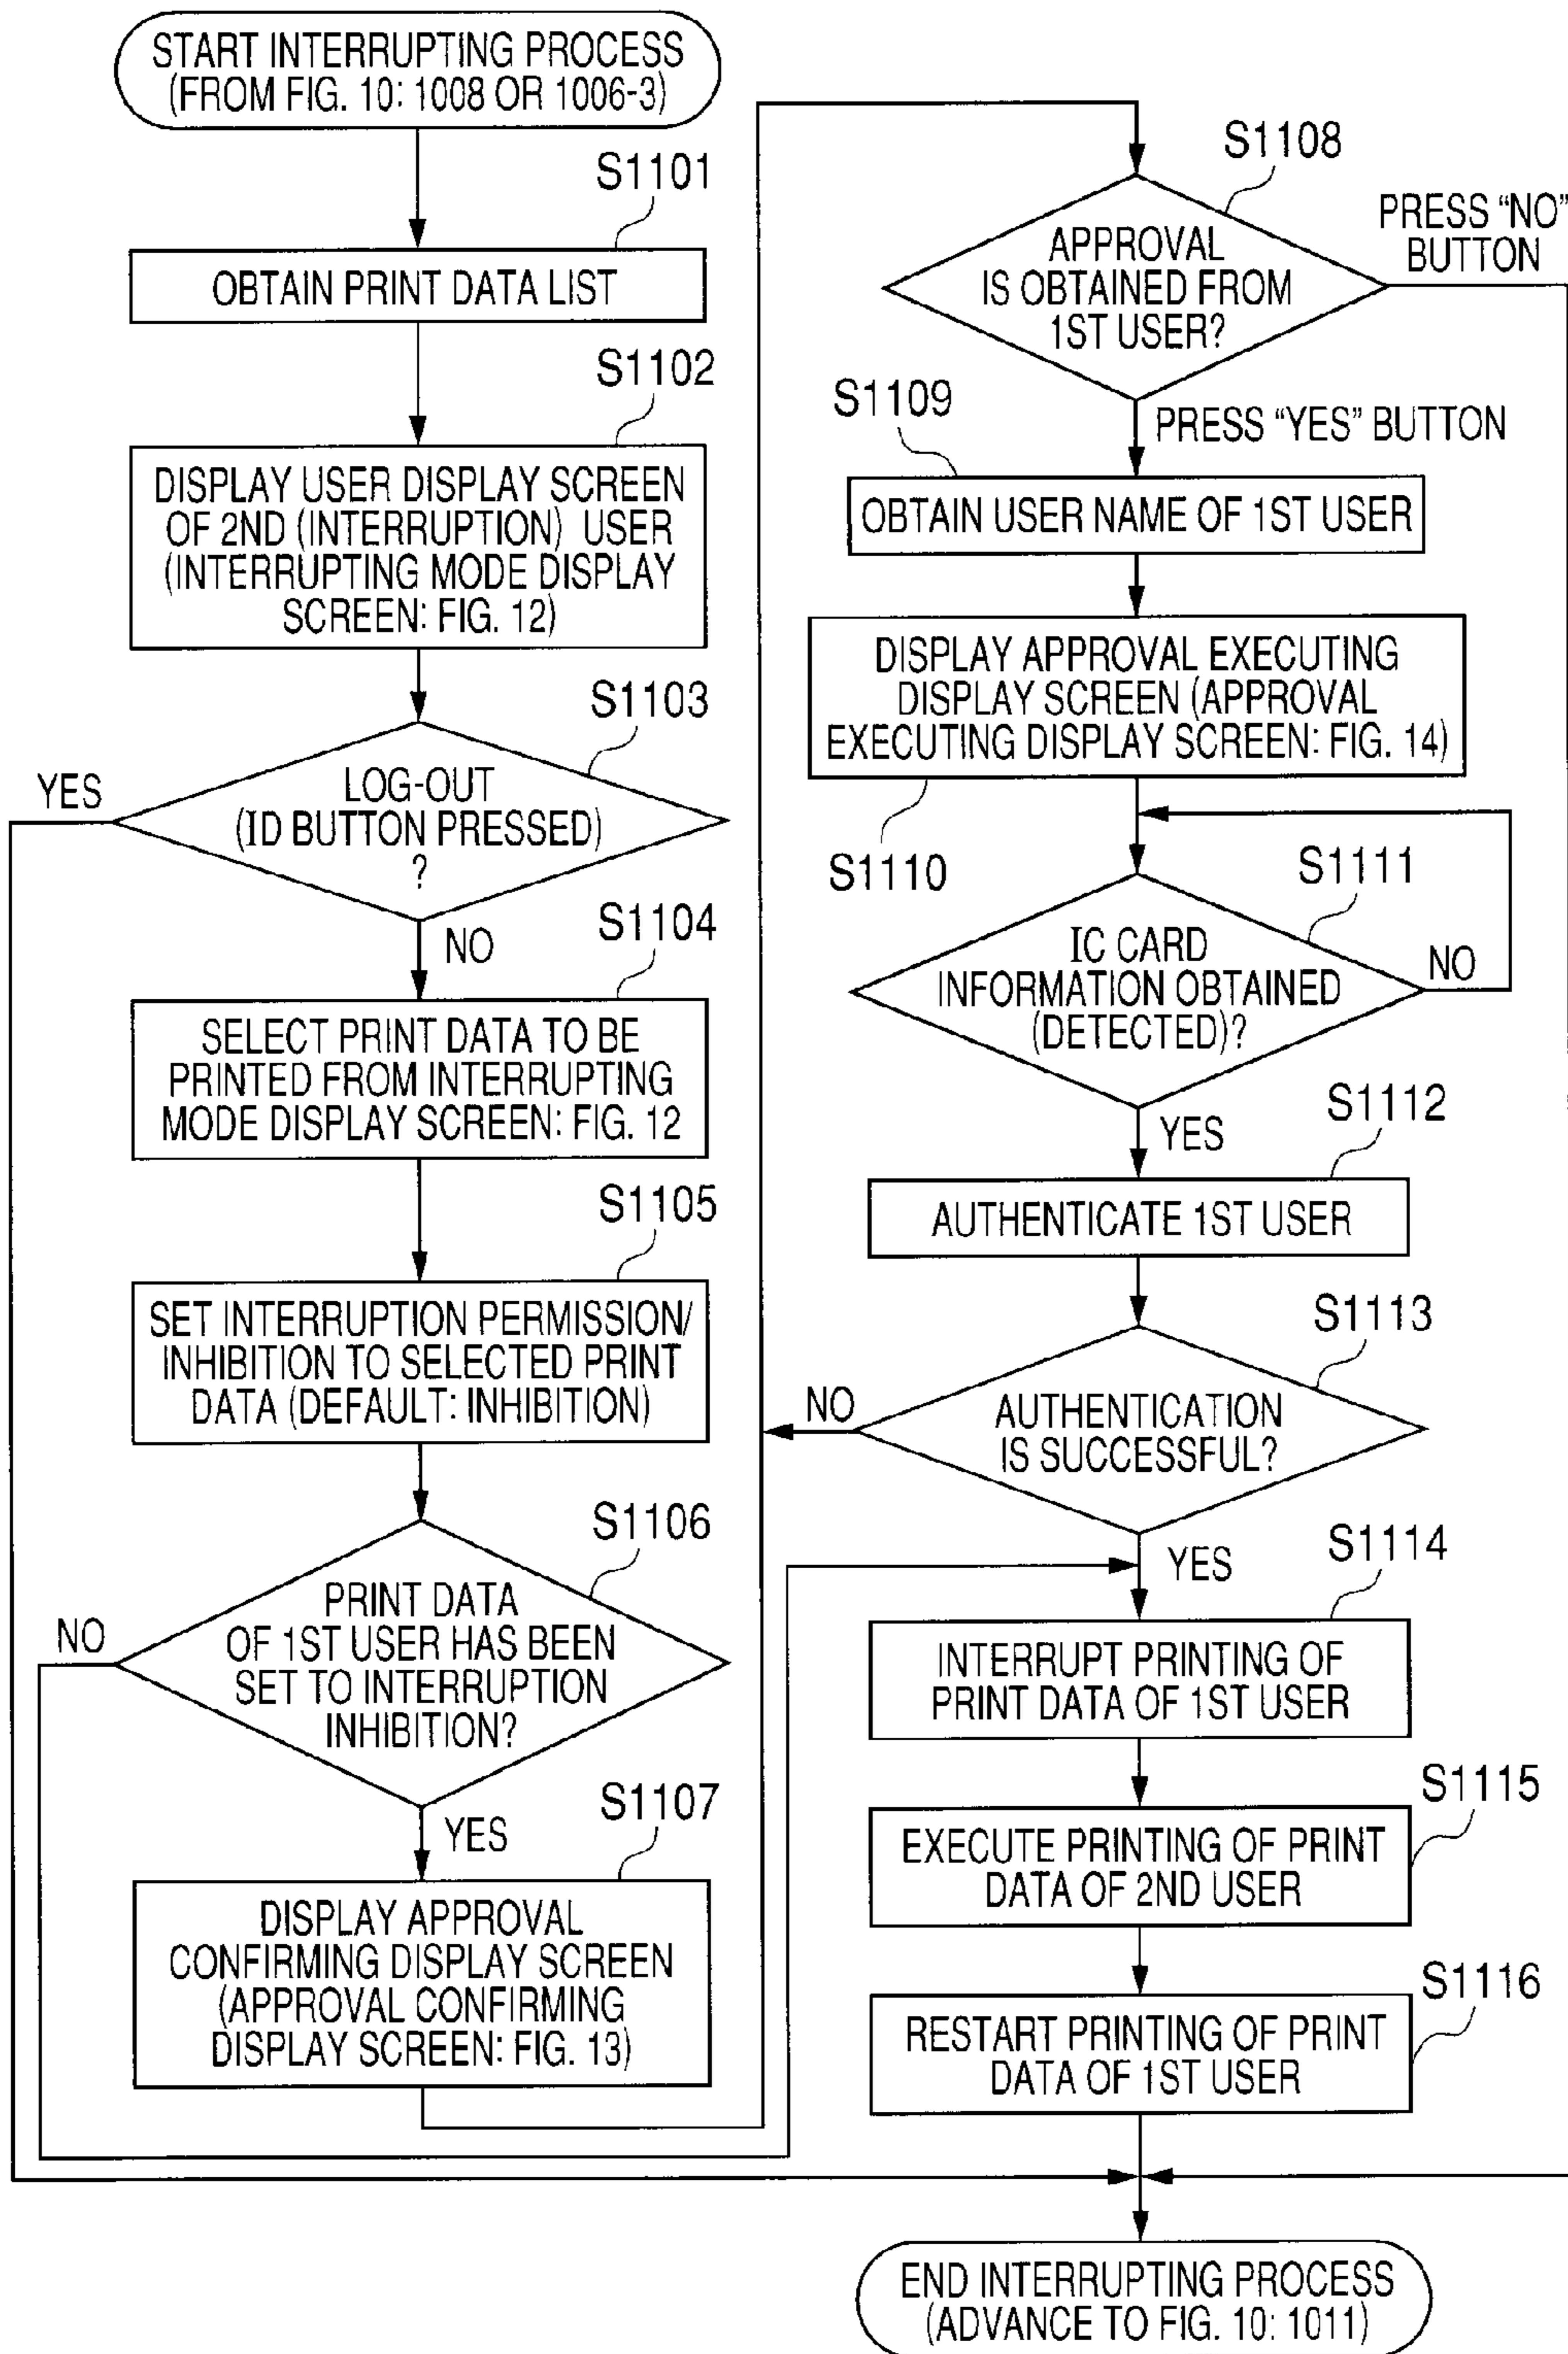 START INTERRUPTING PROCESS
(FROM FIG. 10: 1008 OR 1006-3)
S1101
OBTAIN PRINT DATA LIST
S1102
DISPLAY USER DISPLAY SCREEN
OF 2ND (INTERRUPTION) USER
(INTERRUPTING MODE DISPLAY
SCREEN: FIG. 12)
S1103
YES
LOG-OUT
(ID BUTTON PRESSED)
?
NO
S1104
SELECT PRINT DATA TO BE
PRINTED FROM INTERRUPTING
MODE DISPLAY SCREEN: FIG. 12
S1105
SET INTERRUPTION PERMISSION/
INHIBITION TO SELECTED PRINT
DATA (DEFAULT: INHIBITION)
S1106
NO
PRINT DATA
OF 1ST USER HAS BEEN
SET TO INTERRUPTION
INHIBITION?
YES
S1107
DISPLAY APPROVAL
CONFIRMING DISPLAY SCREEN
(APPROVAL CONFIRMING
DISPLAY SCREEN: FIG. 13)
S1108
PRESS “NO”
BUTTON
APPROVAL
IS OBTAINED FROM
1ST USER?
S1109
PRESS “YES” BUTTON
OBTAIN USER NAME OF 1ST USER
DISPLAY APPROVAL EXECUTING
DISPLAY SCREEN (APPROVAL
EXECUTING DISPLAY SCREEN: FIG. 14)
S1110
S1111
IC CARD
INFORMATION OBTAINED
(DETECTED)?
NO
YES
S1112
AUTHENTICATE 1ST USER
S1113
NO
AUTHENTICATION
IS SUCCESSFUL?
YES
S1114
INTERRUPT PRINTING OF
PRINT DATA OF 1ST USER
S1115
EXECUTE PRINTING OF PRINT
DATA OF 2ND USER
S1116
RESTART PRINTING OF PRINT
DATA OF 1ST USER
END INTERRUPTING PROCESS
(ADVANCE TO FIG. 10: 1011)